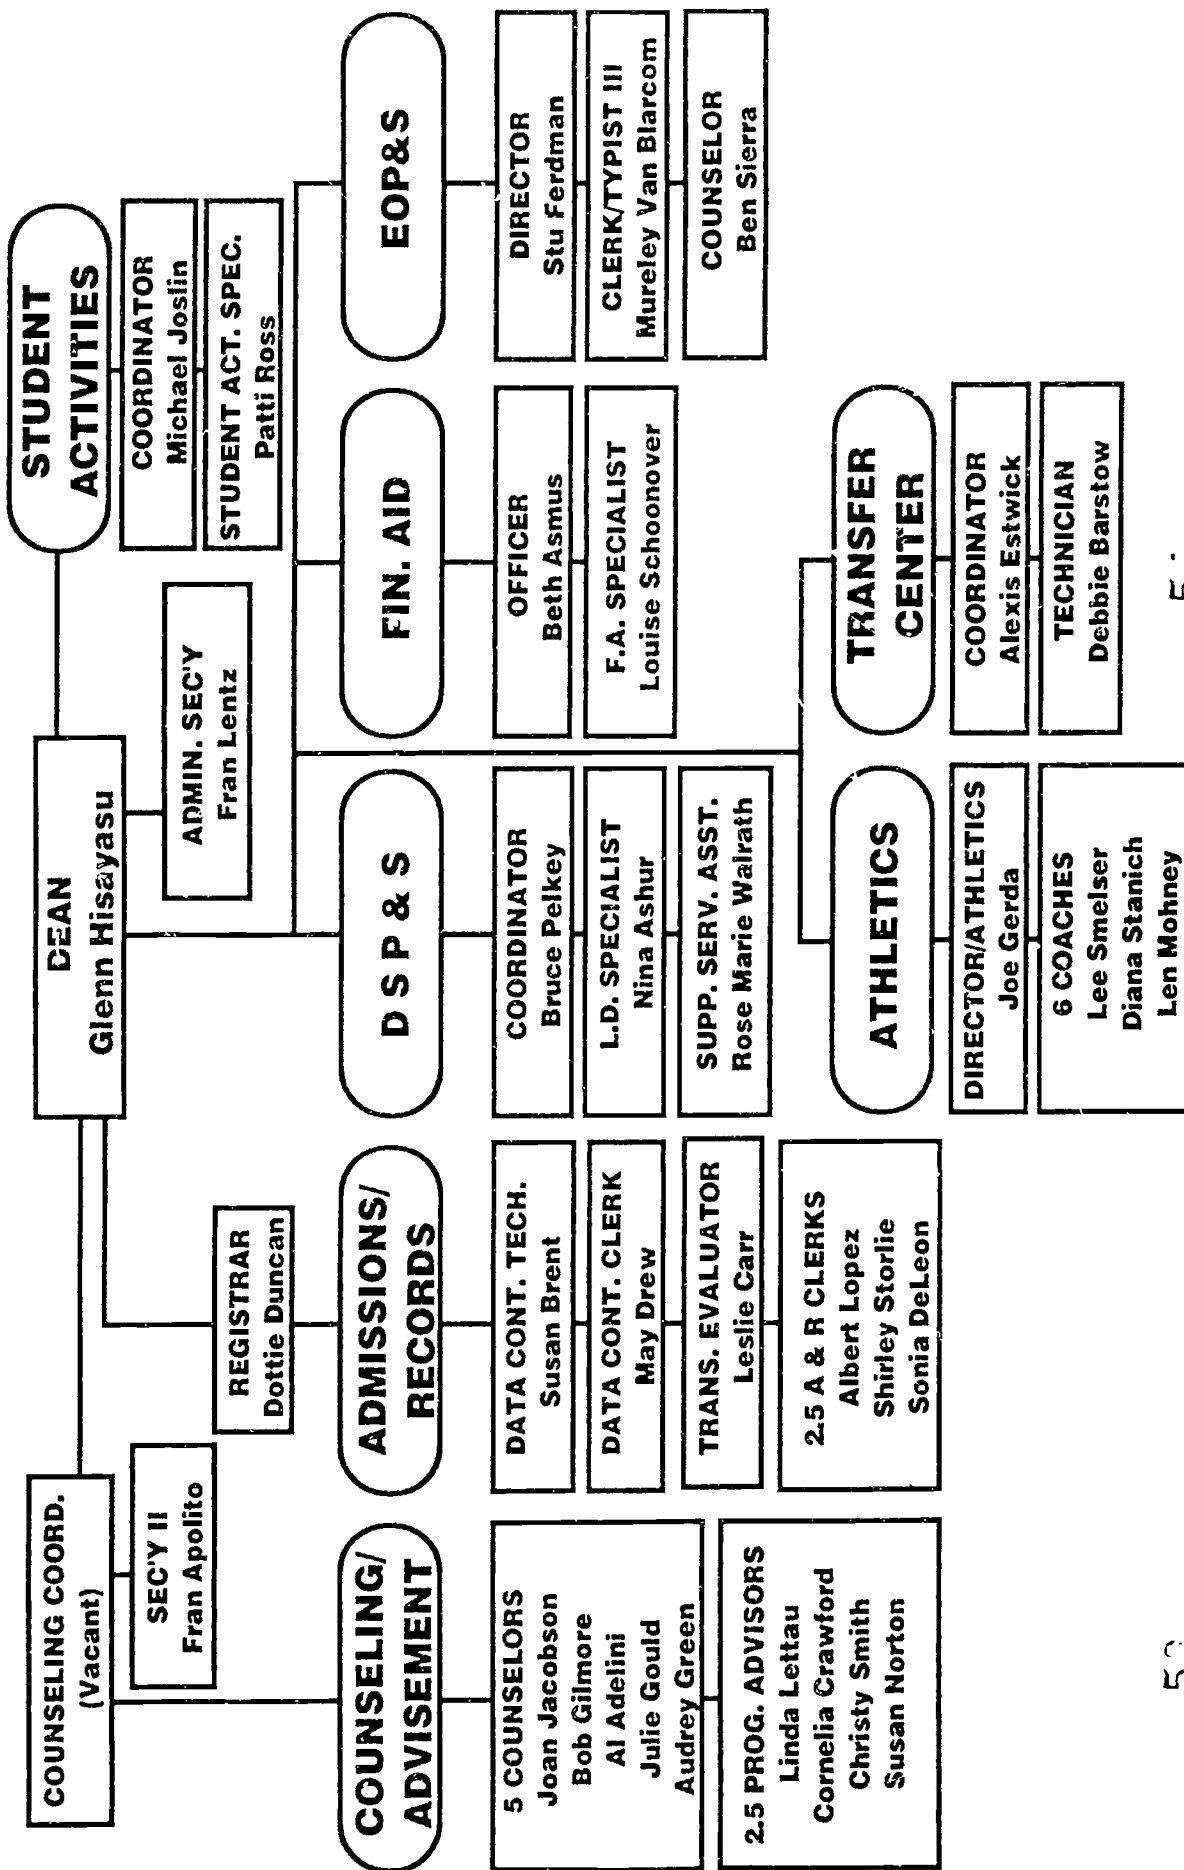 COUNSELING COORD.
(Vacant)
SEC'Y II
Fran Apolito
DEAN
Glenn Hisayasu
ADMIN. SEC'Y
Fran Lentz
STUDENT
ACTIVITIES
COORDINATOR
Michael Joslin
STUDENT ACT. SPEC.
Patti Ross
REGISTRAR
Dottie Duncan
COUNSELING/
ADVISEMENT
5 COUNSELORS
Joan Jacobson
Bob Gilmore
Al Adelini
Julie Gould
Audrey Green
2.5 PROG. ADVISORS
Linda Lettau
Cornelia Crawford
Christy Smith
Susan Norton
ADMISSIONS/
RECORDS
DATA CONT. TECH.
Susan Brent
DATA CONT. CLERK
May Drew
TRANS. EVALUATOR
Leslie Carr
2.5 A & R CLERKS
Albert Lopez
Shirley Storlie
Sonia DeLeon
D S P & S
COORDINATOR
Bruce Pelkey
L.D. SPECIALIST
Nina Ashur
SUPP. SERV. ASST.
Rose Marie Walrath
FIN. AID
OFFICER
Beth Asmus
F.A. SPECIALIST
Louise Schoonover
EOP&S
DIRECTOR
Stu Ferdman
CLERK/TYPIST III
Mureley Van Blarcom
COUNSELOR
Ben Sierra
ATHLETICS
DIRECTOR/ATHLETICS
Joe Gerda
6 COACHES
Lee Smelser
Diana Stanich
Len Mohney
TRANSFER
CENTER
COORDINATOR
Alexis Estwick
TECHNICIAN
Debbie Barstow